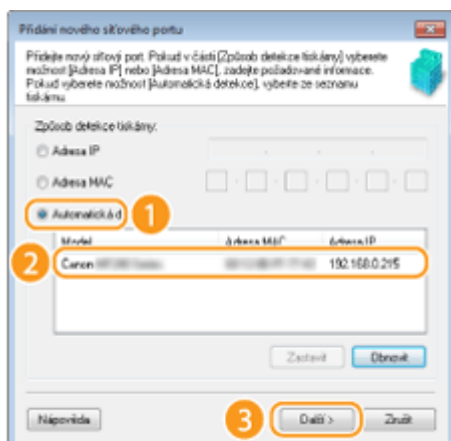 Přidání nového síťového portu
Přidejte nový síťový port. Pokud v části [Způsob detekce tiskárny] vyberete
možnost [Adresa IP] nebo [Adresa MAC], zadejte požadované informace.
Pokud vyberete možnost [Automatická detekce], vyberte ze seznamu
tiskárnu.
Způsob detekce tiskárny:
Adresa IP
Adresa MAC
Automatická d
1
Model Adresa MAC Adresa IP
2
Canon 192.168.0.215
Zastavit Obnovit
Nápověda 3 Další > Zrušit